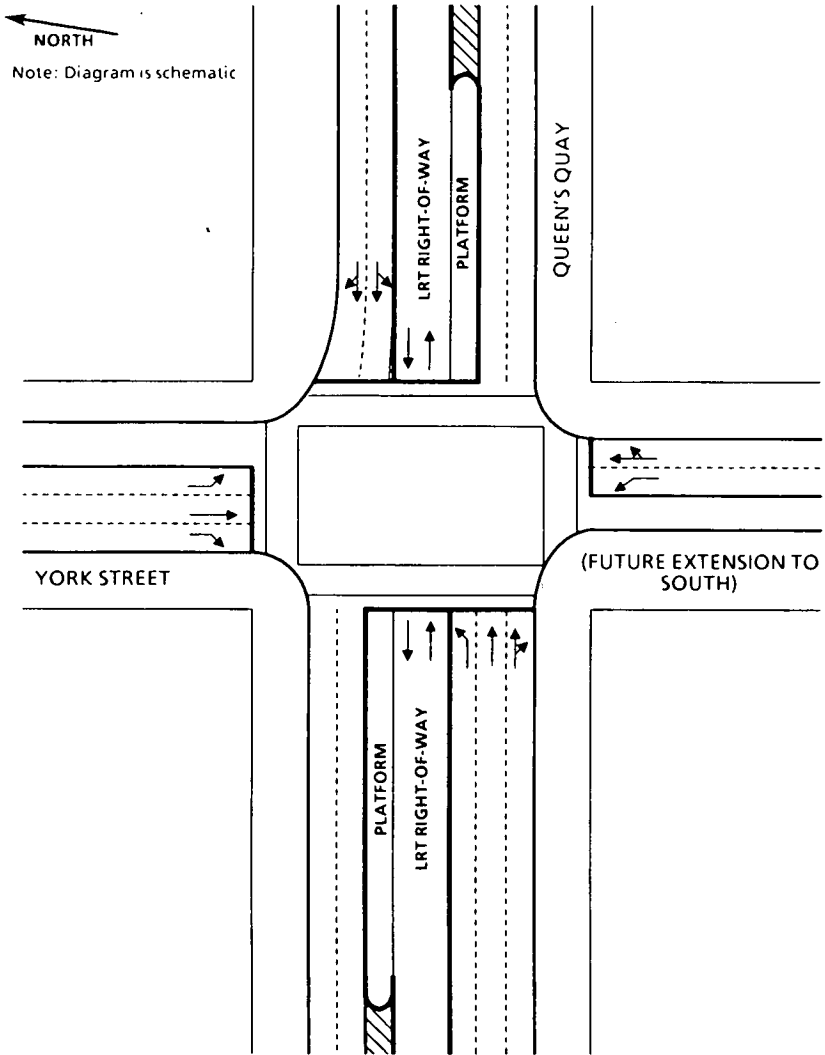 NORTH
Note: Diagram is schematic
LRT RIGHT-OF-WAY
PLATFORM
QUEEN'S QUAY
YORK STREET
(FUTURE EXTENSION TO
SOUTH)
PLATFORM
LRT RIGHT-OF-WAY